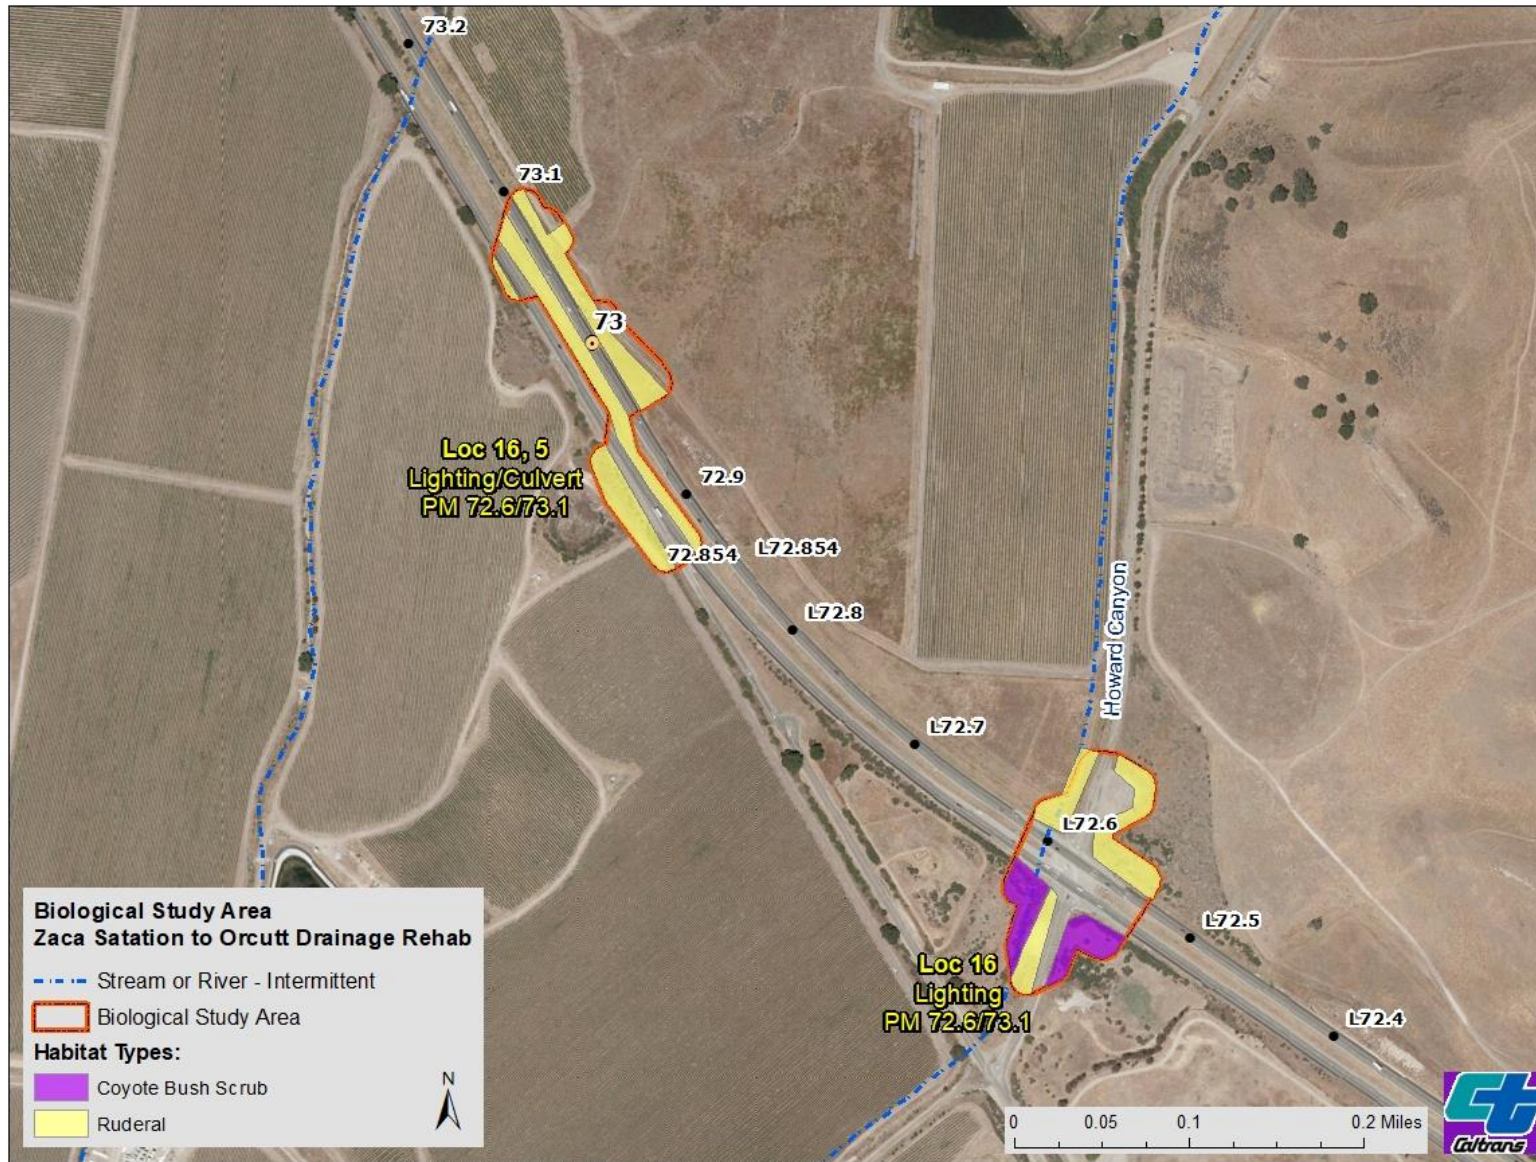 73.2
73.1
73
Loc 16, 5
Lighting/Culvert
PM 72.6/73.1
72.9
72.854
L72.854
L72.8
Howard Canyon
L72.7
L72.6
L72.5
Loc 16
Lighting
PM 72.6/73.1
L72.4
Biological Study Area
Zaca Satation to Orcutt Drainage Rehab
Stream or River - Intermittent
Biological Study Area
Habitat Types:
Coyote Bush Scrub
Ruderal
N
0 0.05 0.1 0.2 Miles
ct
Caltrans